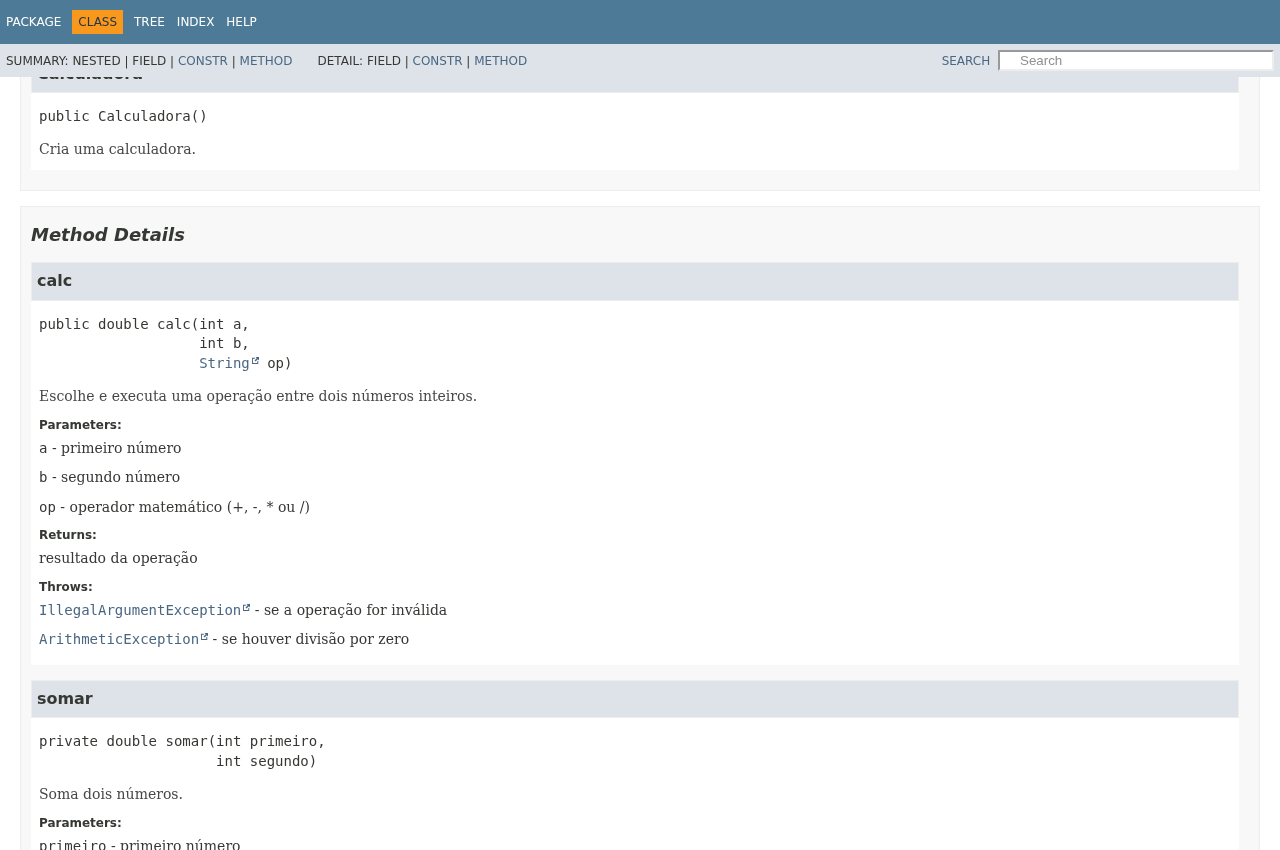 PACKAGE CLASS TREE INDEX HELP
SUMMARY: NESTED | FIELD | CONSTR | METHOD DETAIL: FIELD | CONSTR | METHOD SEARCH Search
Calculadora
public Calculadora()
Cria uma calculadora.
Method Details
calc
public double calc(int a,
int b,
String op)
Escolhe e executa uma operação entre dois números inteiros.
Parameters:
a - primeiro número
b - segundo número
op - operador matemático (+, -, * ou /)
Returns:
resultado da operação
Throws:
IllegalArgumentException - se a operação for inválida
ArithmeticException - se houver divisão por zero
somar
private double somar(int primeiro,
int segundo)
Soma dois números.
Parameters:
primeiro - primeiro número